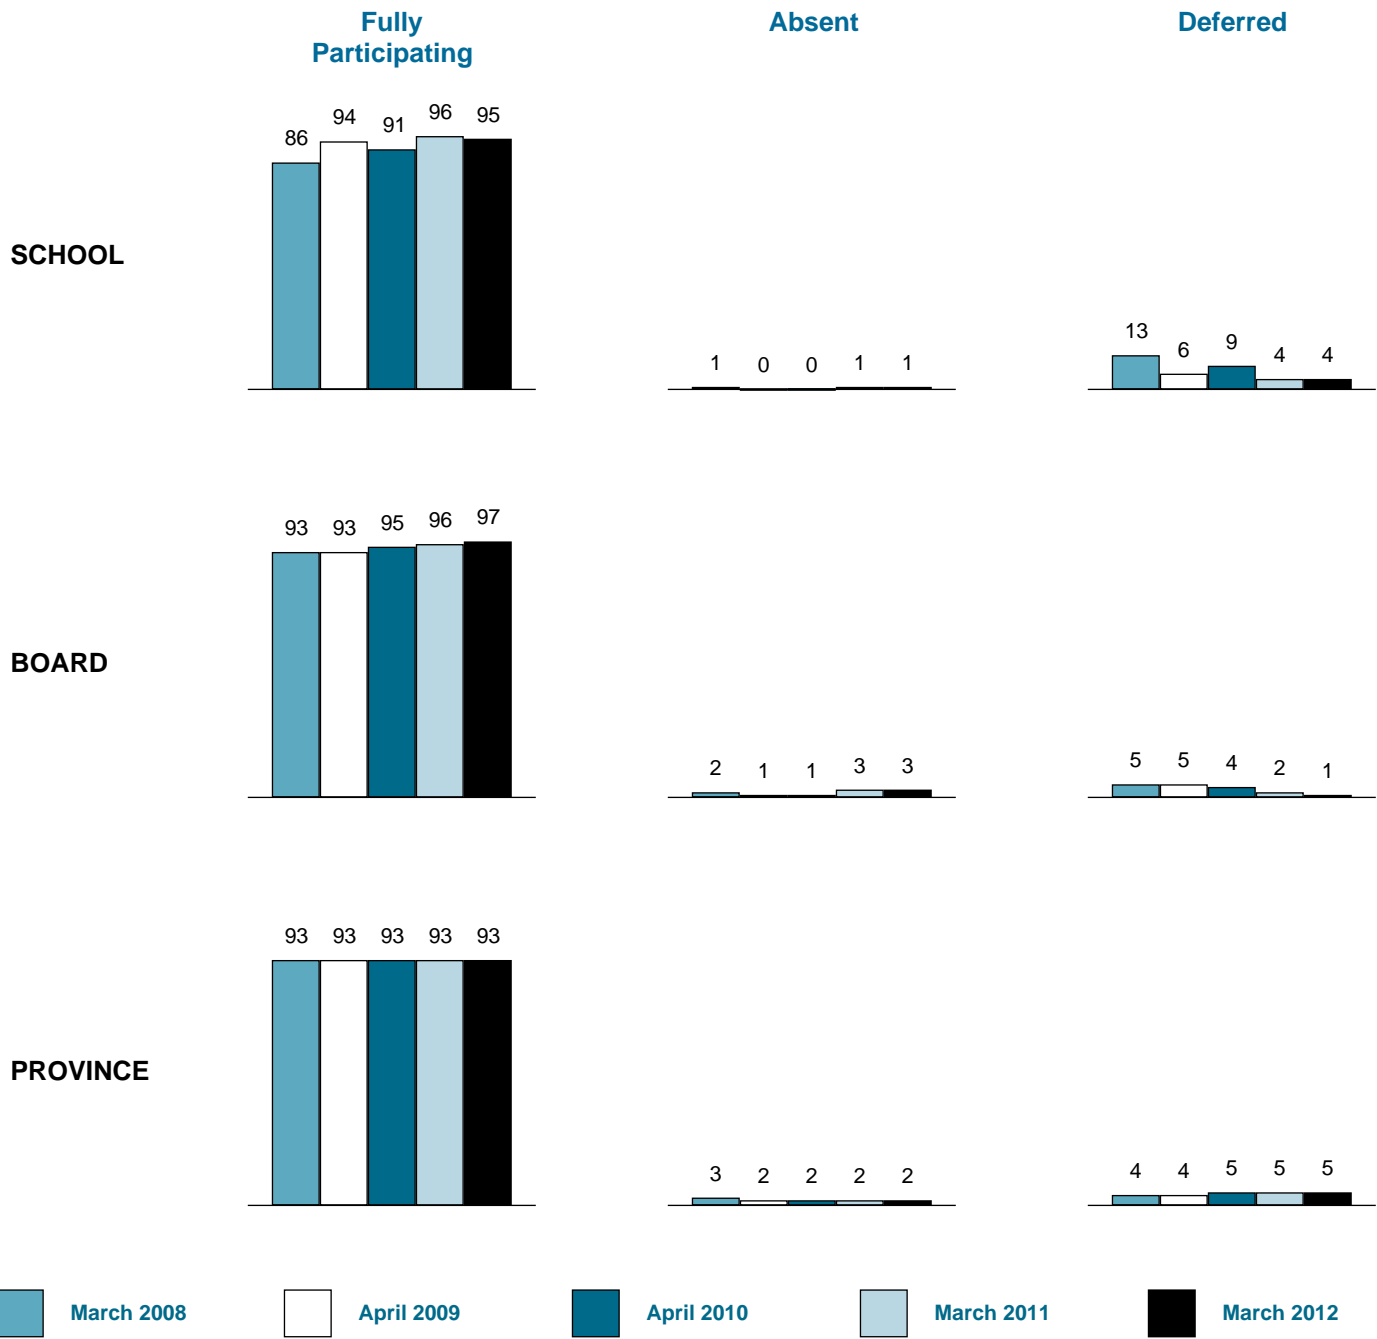 Fully
Participating
Absent
Deferred
SCHOOL
86 94 91 96 95
1 0 0 1 1
13 6 9 4 4
BOARD
93 93 95 96 97
2 1 1 3 3
5 5 4 2 1
PROVINCE
93 93 93 93 93
3 2 2 2 2
4 4 5 5 5
March 2008 April 2009 April 2010 March 2011 March 2012